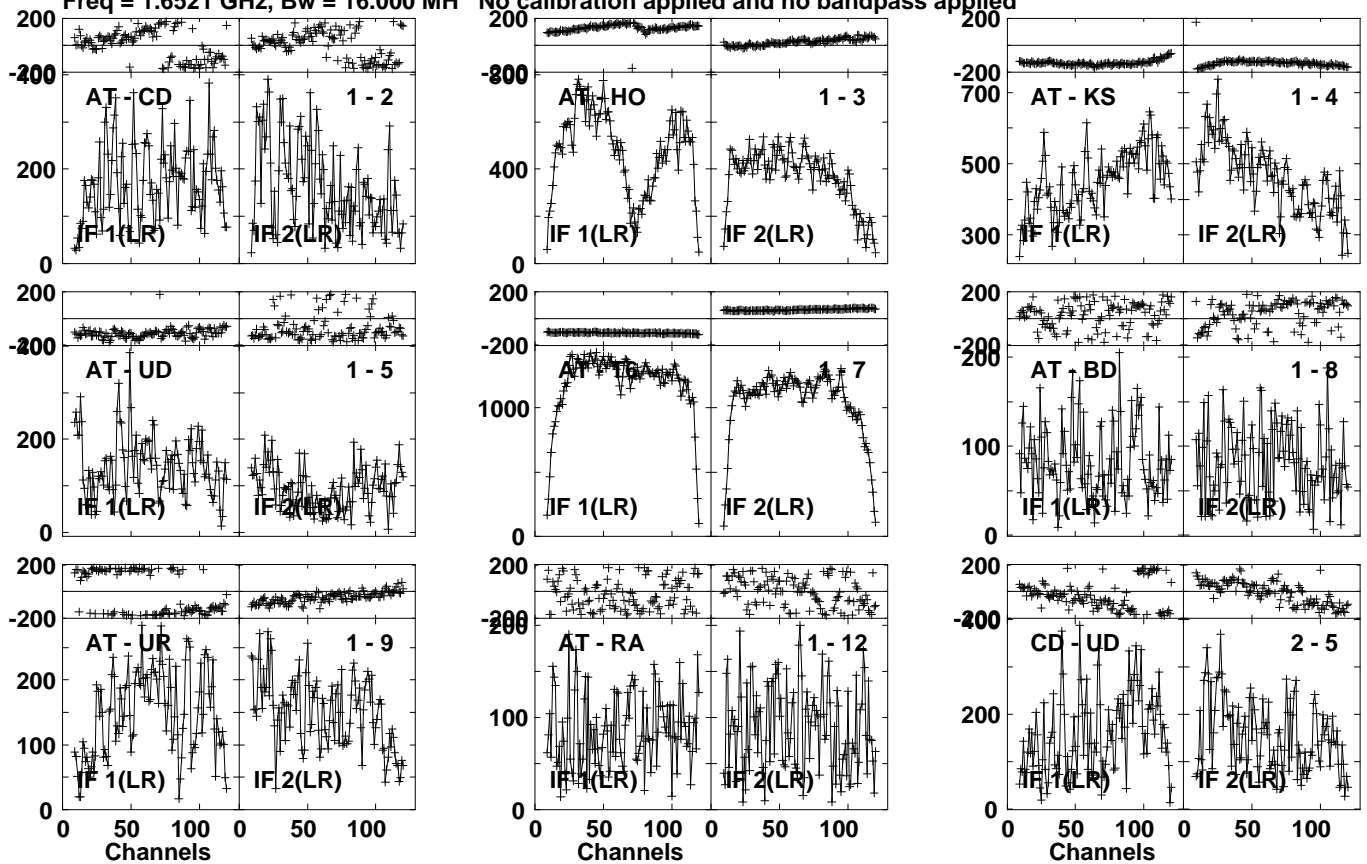 Freq = 1.6521 GHz, Bw = 16.000 MH No calibration applied and no bandpass applied
200 200 200
-200 -200 -200
400 800 700
AT - CD 1 - 2 AT - HO 1 - 3 AT - KS 1 - 4
200 400 500
IF 1(LR) IF 2(LR) IF 1(LR) IF 2(LR) 300 IF 1(LR) IF 2(LR)
0 0
200 200 200
-200 -200 -200
400 200
AT - UD 1 - 5 AT - T6 1 - 7 AT - BD 1 - 8
200 1000 100
IF 1(LR) IF 2(LR) IF 1(LR) IF 2(LR) IF 1(LR) IF 2(LR)
0 0 0
200 200 200
-200 -200 -200
200 400
AT - UR 1 - 9 AT - RA 1 - 12 CD - UD 2 - 5
200 100 200
100
IF 1(LR) IF 2(LR) IF 1(LR) IF 2(LR) IF 1(LR) IF 2(LR)
0 0 0
0 50 100 0 50 100 0 50 100 0 50 100 0 50 100 0 50 100
Channels Channels Channels